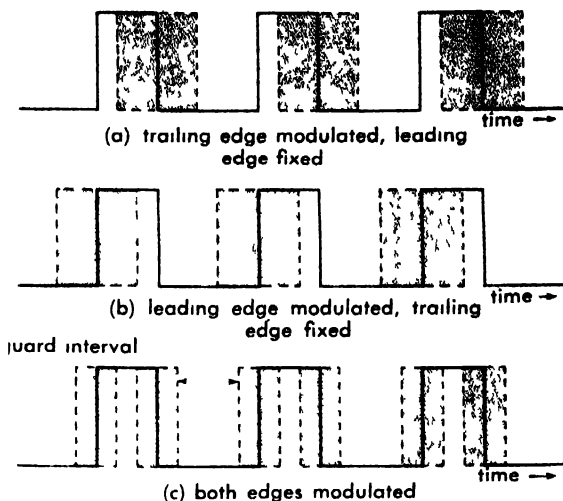 time →
(a) trailing edge modulated, leading
edge fixed
time →
(b) leading edge modulated, trailing
edge fixed
guard interval
time →
(c) both edges modulated